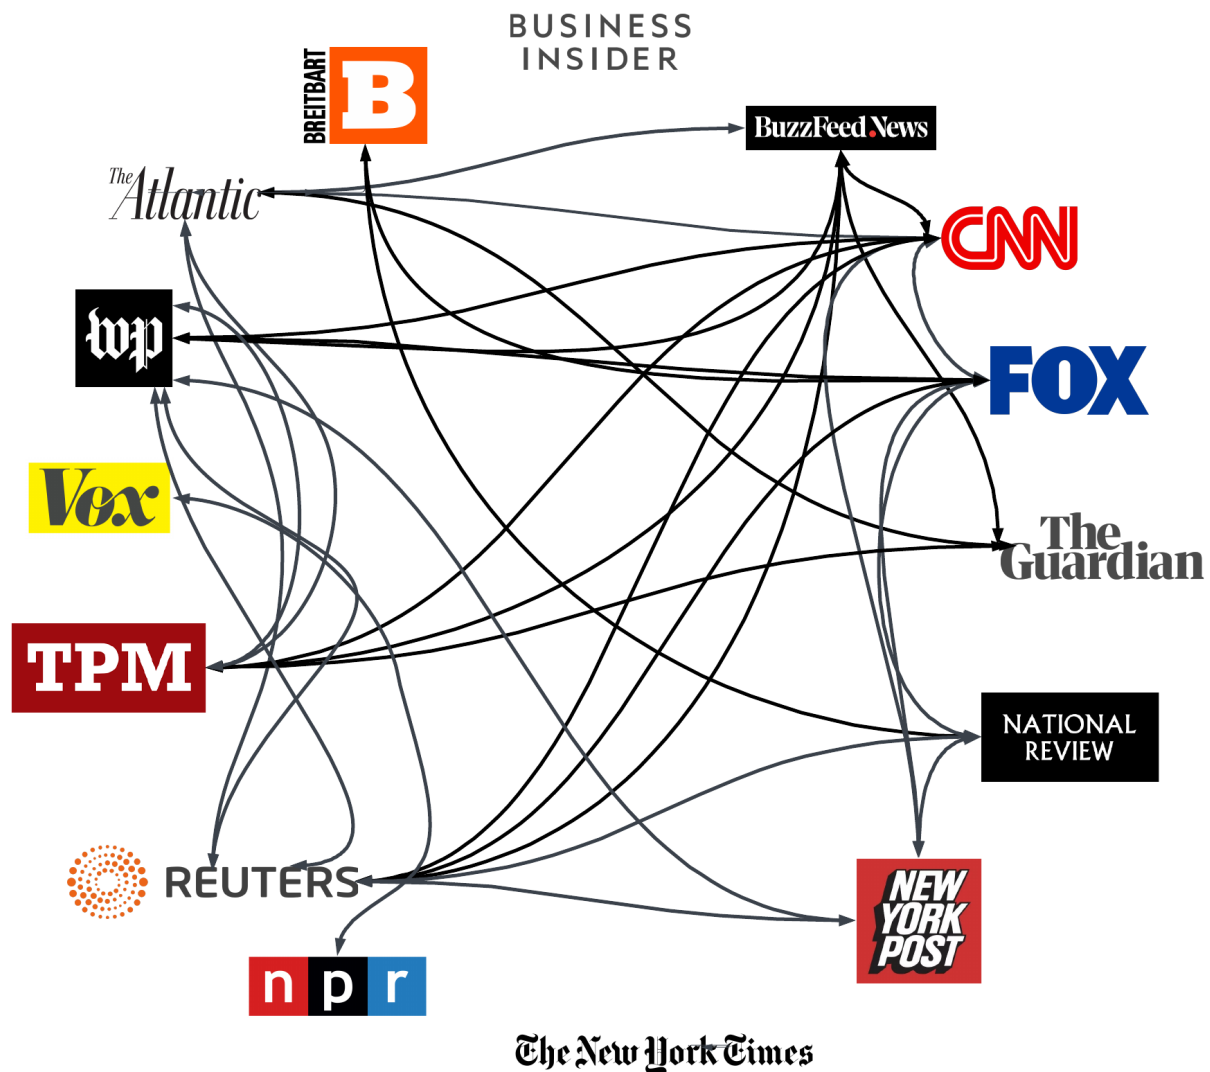 BUSINESS
INSIDER
BREITBART
B
BuzzFeed.News
The
Atlantic
CNN
wp
FOX
Vox
The
Guardian
TPM
NATIONAL
REVIEW
REUTERS
NEW
YORK
POST
npr
The New York Times